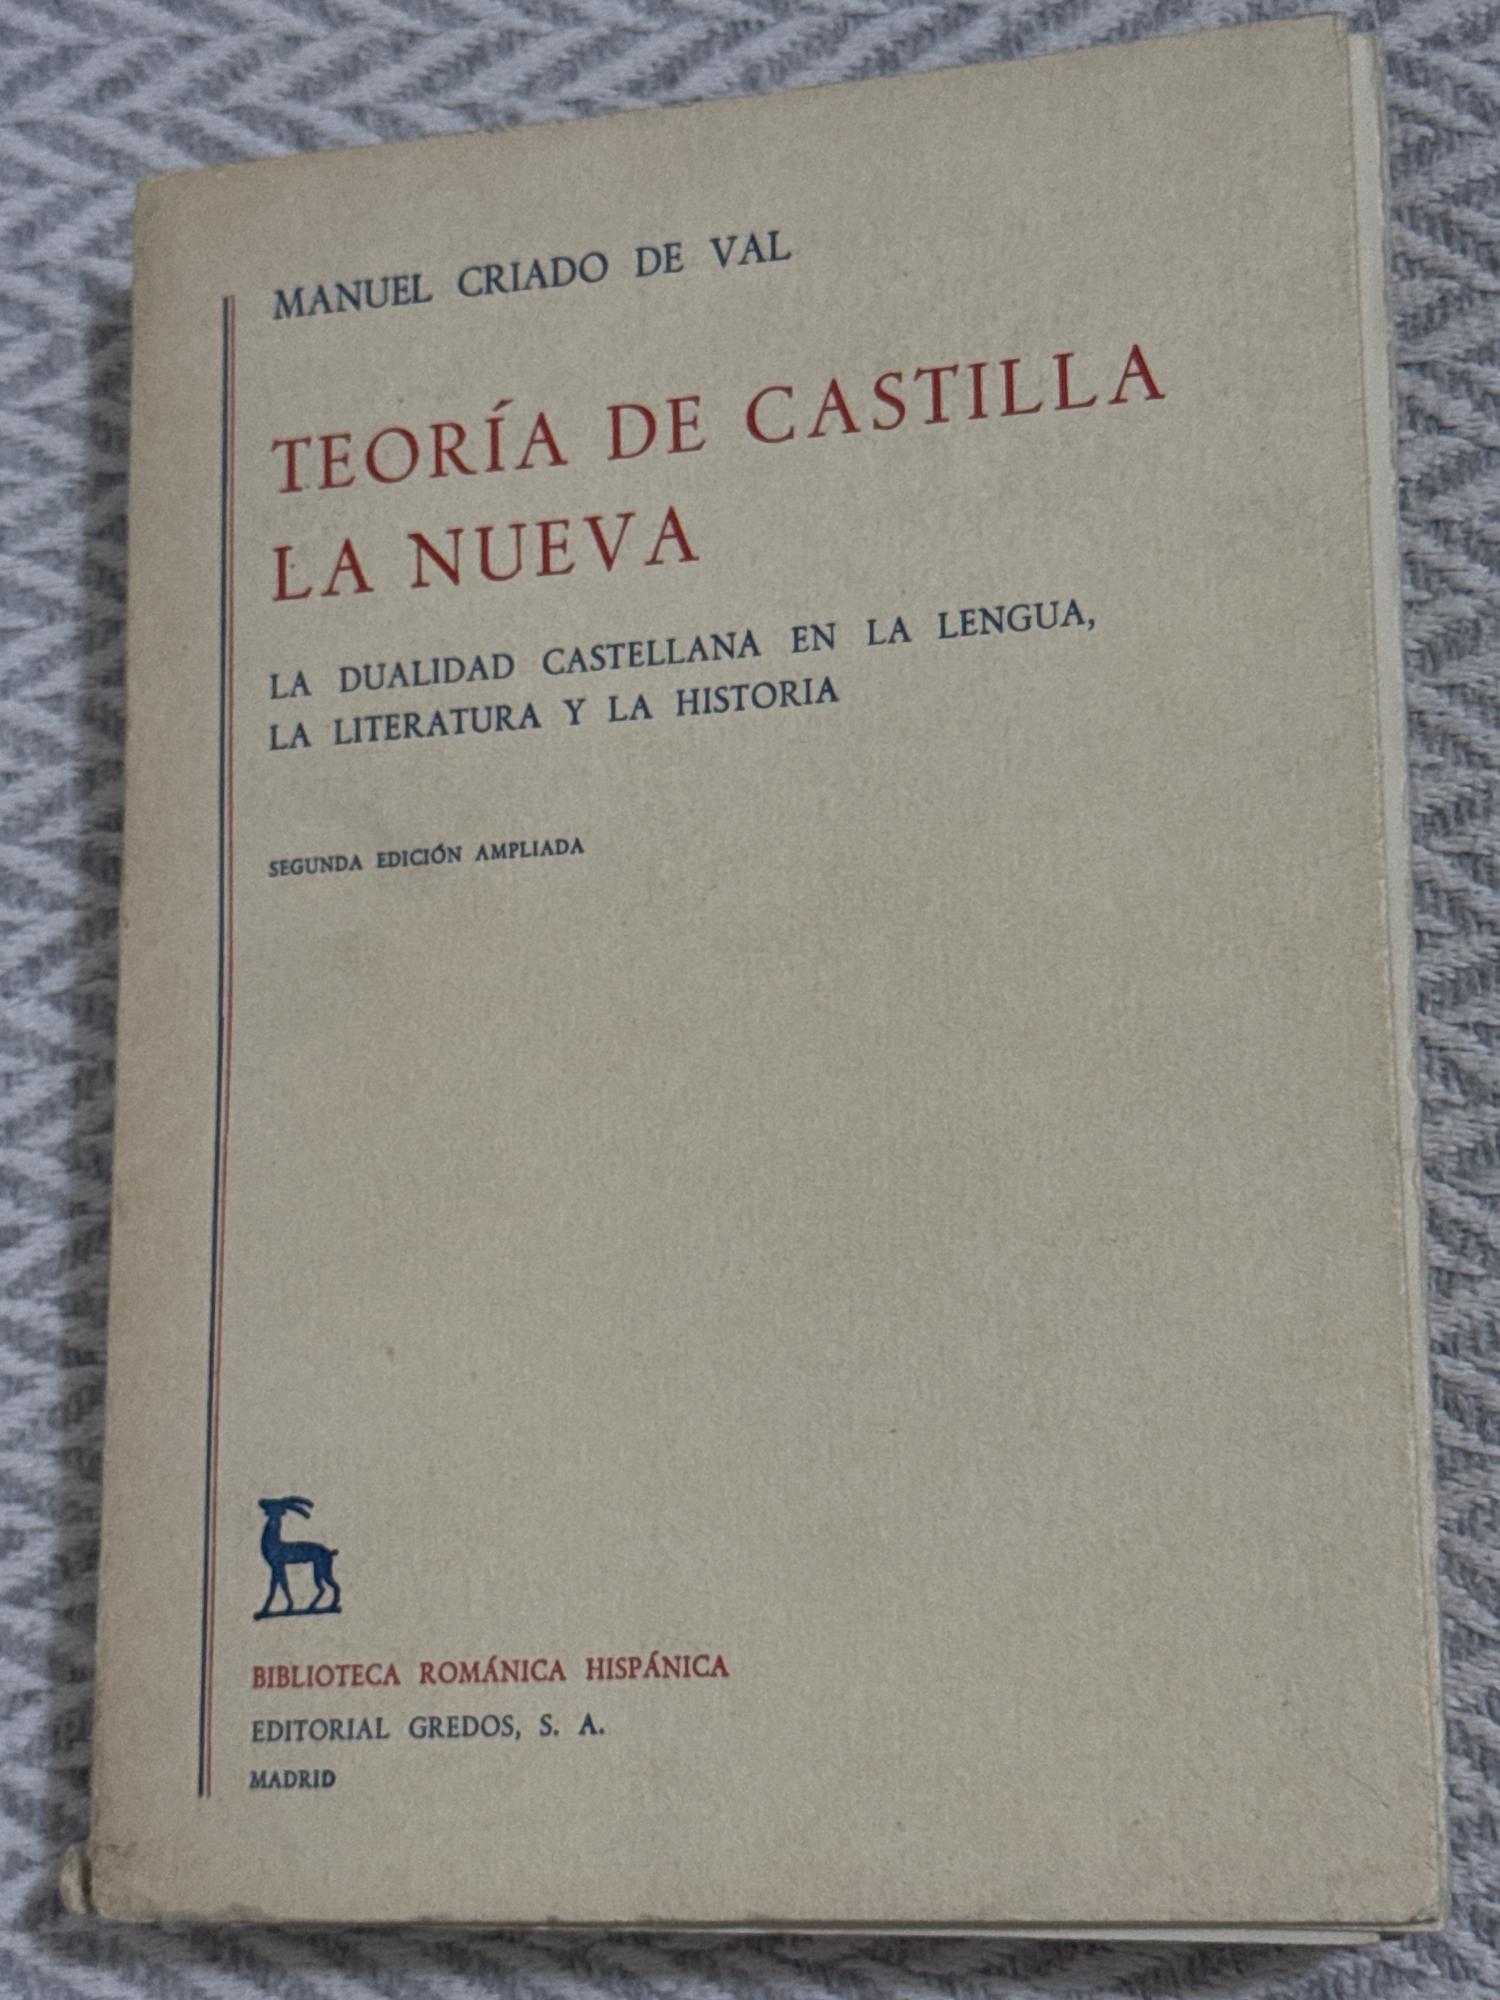 MANUEL CRIADO DE VAL
TEORÍA DE CASTILLA
LA NUEVA
LA DUALIDAD CASTELLANA EN LA LENGUA,
LA LITERATURA Y LA HISTORIA
SEGUNDA EDICIÓN AMPLIADA
BIBLIOTECA ROMÁNICA HISPÁNICA
EDITORIAL GREDOS, S. A.
MADRID